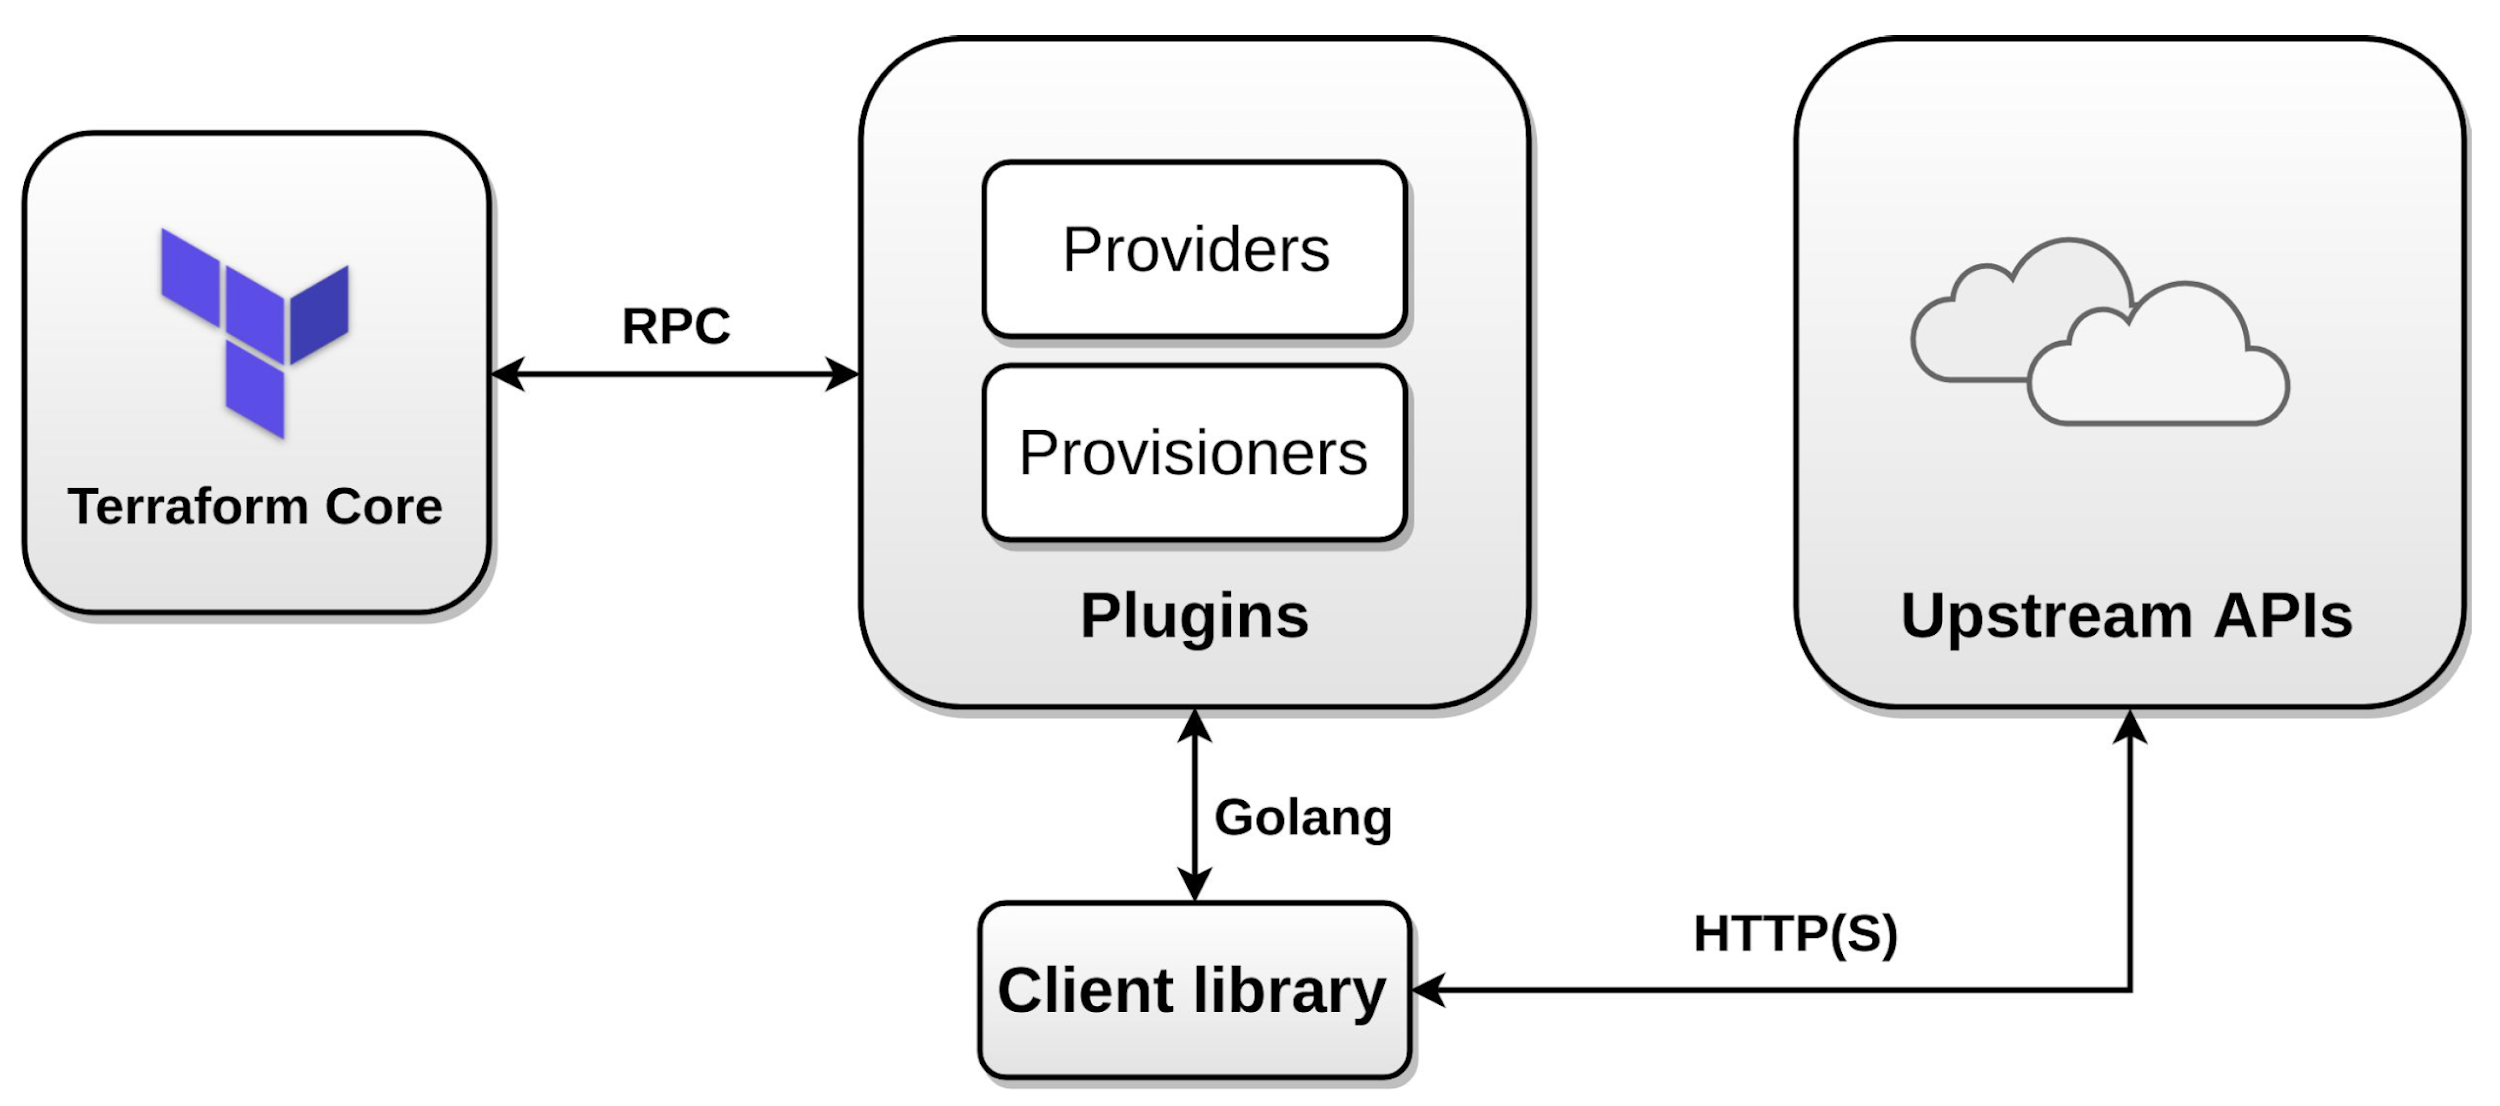 Terraform Core
RPC
Providers
Provisioners
Plugins
Upstream APIs
Golang
Client library
HTTP(S)